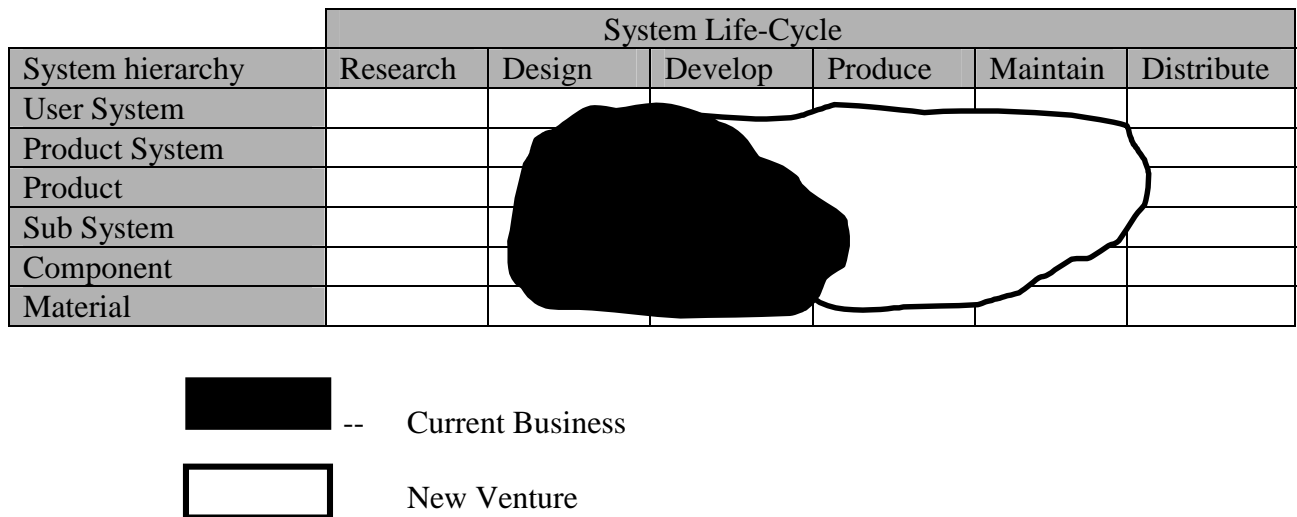 System Life-Cycle
System hierarchy Research Design Develop Produce Maintain Distribute
User System
Product System
Product
Sub System
Component
Material
-- Current Business
New Venture